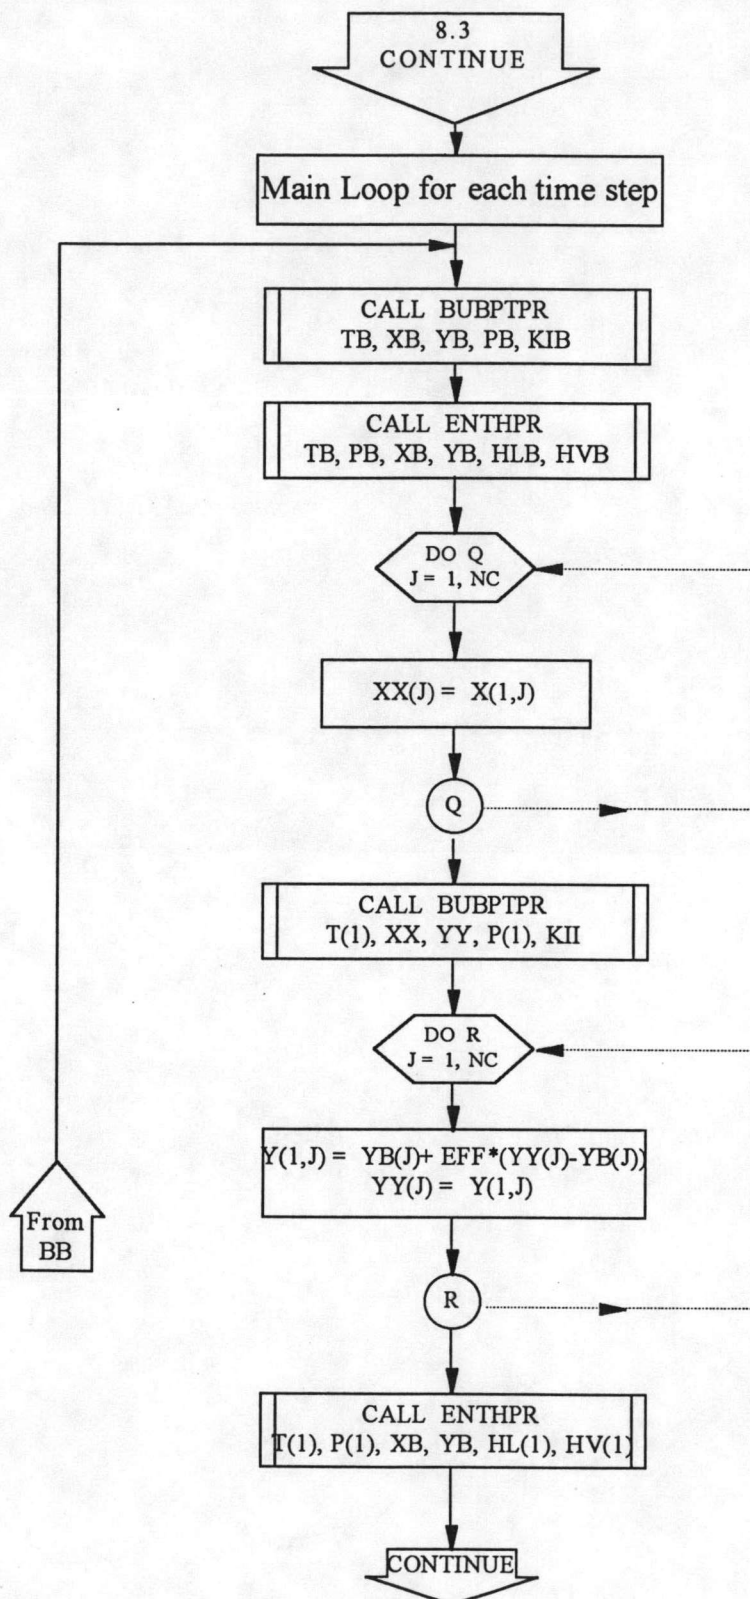 8.3
CONTINUE
Main Loop for each time step
CALL BUBPTPR
TB, XB, YB, PB, KIB
CALL ENTHPR
TB, PB, XB, YB, HLB, HVB
DO Q
J = 1, NC
XX(J) = X(1,J)
Q
CALL BUBPTPR
T(1), XX, YY, P(1), KII
DO R
J = 1, NC
Y(1,J) = YB(J)+ EFF*(YY(J)-YB(J))
YY(J) = Y(1,J)
From
BB
R
CALL ENTHPR
T(1), P(1), XB, YB, HL(1), HV(1)
CONTINUE